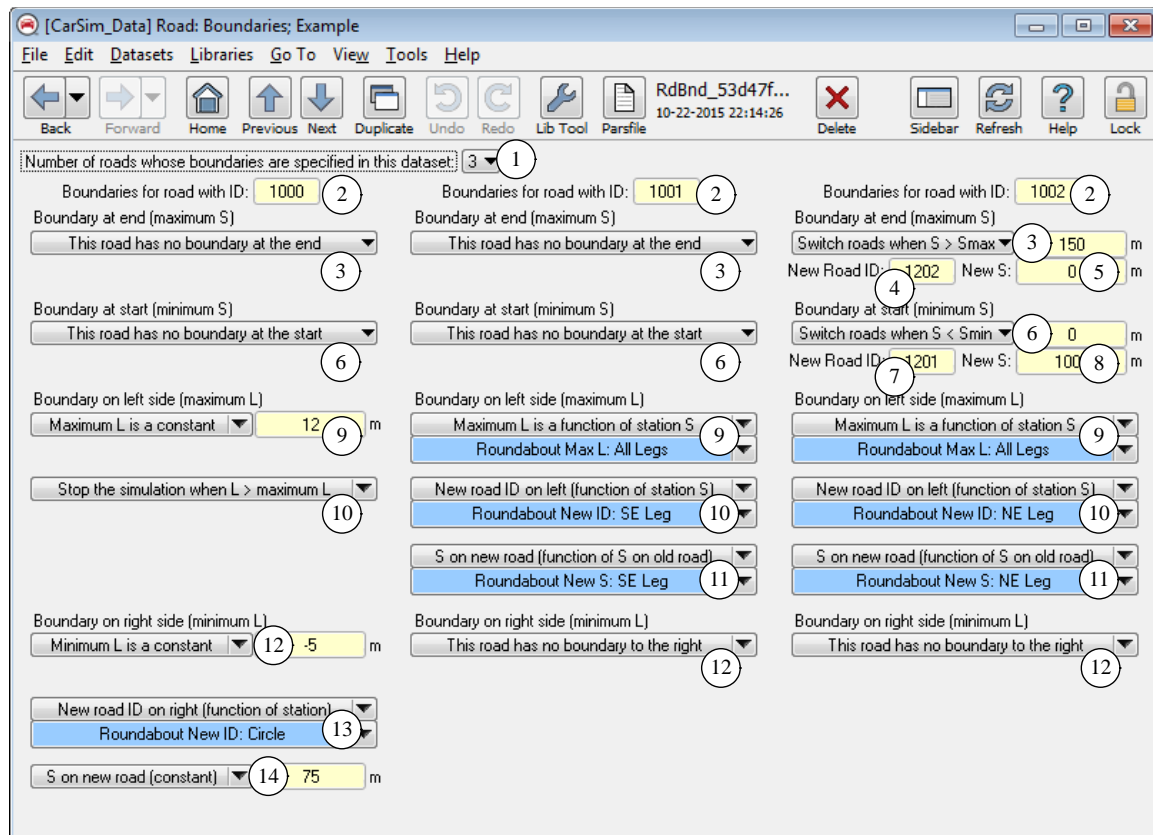 [CarSim_Data] Road: Boundaries; Example
File Edit Datasets Libraries Go To View Tools Help
Back Forward Home Previous Next Duplicate Undo Redo Lib Tool Parsfile RdBnd_53d47f... 10-22-2015 22:14:26 Delete Sidebar Refresh Help Lock
Number of roads whose boundaries are specified in this dataset: 3 1
Boundaries for road with ID: 1000 2 Boundaries for road with ID: 1001 2 Boundaries for road with ID: 1002 2
Boundary at end (maximum S) Boundary at end (maximum S) Boundary at end (maximum S)
This road has no boundary at the end This road has no boundary at the end Switch roads when S > Smax 3 150 m
3 3 New Road ID: 1202 New S: 0 5 m
4
Boundary at start (minimum S) Boundary at start (minimum S) Boundary at start (minimum S)
This road has no boundary at the start This road has no boundary at the start Switch roads when S < Smin 6 0 m
6 6 New Road ID: 7 1201 New S: 100 8 m
Boundary on left side (maximum L) Boundary on left side (maximum L) Boundary on left side (maximum L)
Maximum L is a constant 12 9 m Maximum L is a function of station S 9 Maximum L is a function of station S 9
Roundabout Max L: All Legs Roundabout Max L: All Legs
Stop the simulation when L > maximum L New road ID on left (function of station S) New road ID on left (function of station S)
10 Roundabout New ID: SE Leg 10 Roundabout New ID: NE Leg 10
S on new road (function of S on old road) S on new road (function of S on old road)
Roundabout New S: SE Leg 11 Roundabout New S: NE Leg 11
Boundary on right side (minimum L) Boundary on right side (minimum L) Boundary on right side (minimum L)
Minimum L is a constant 12 -5 m This road has no boundary to the right 12 This road has no boundary to the right 12
New road ID on right (function of station)
Roundabout New ID: Circle 13
S on new road (constant) 14 75 m